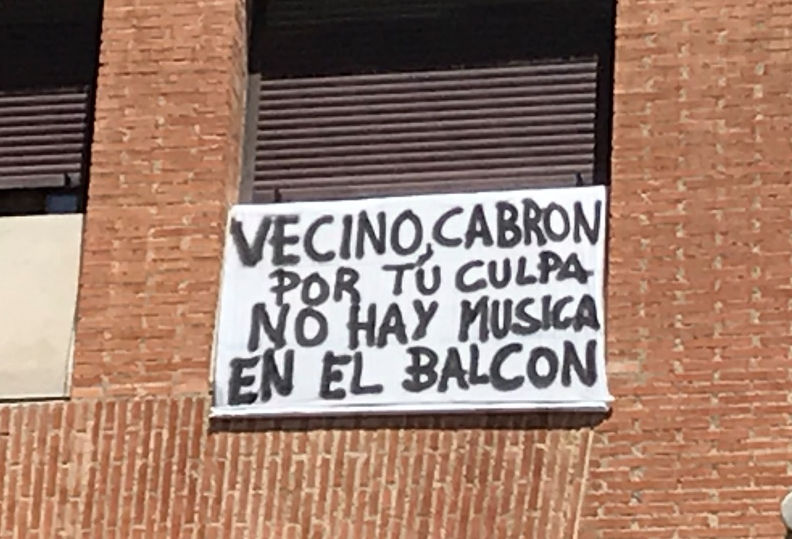 VECINO, CABRON
POR TÚ CULPA
NO HAY MUSICA
EN EL BALCON